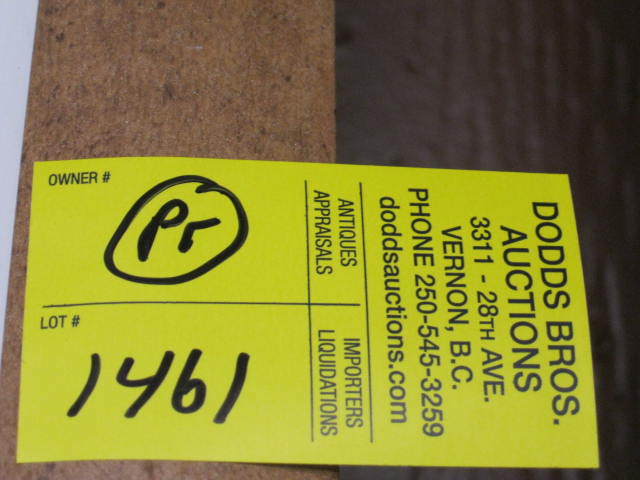 OWNER #
Pr
LOT #
1461
DODDS BROS.
AUCTIONS
3311 - 28TH AVE.
VERNON, B.C.
PHONE 250-545-3259
doddsauctions.com
ANTIQUES
APPRAISALS
IMPORTERS
LIQUIDATIONS